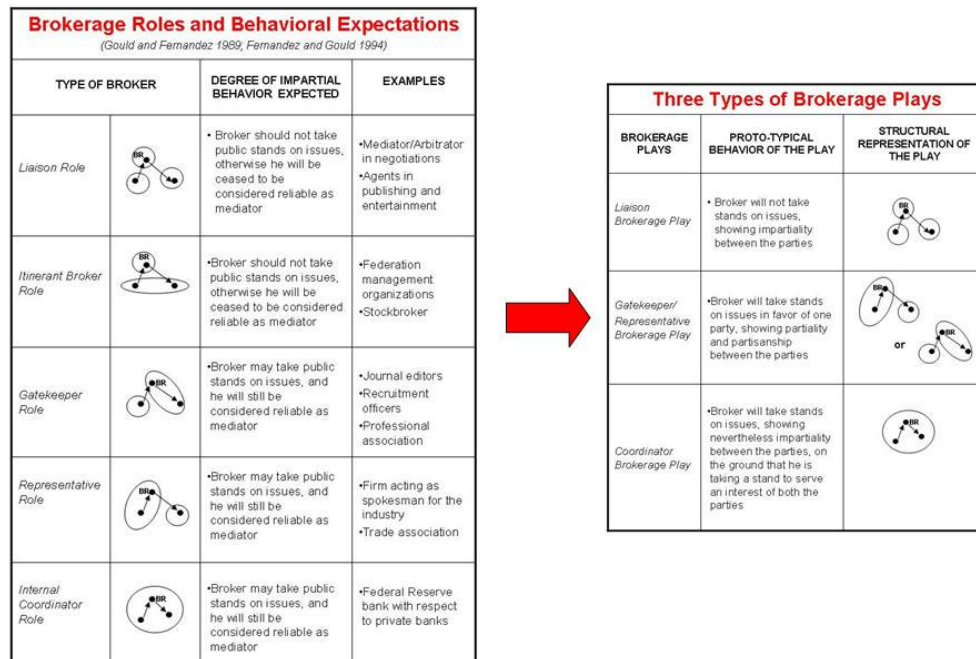 Brokerage Roles and Behavioral Expectations
(Gould and Fernandez 1989; Fernandez and Gould 1994)
TYPE OF BROKER
DEGREE OF IMPARTIAL
BEHAVIOR EXPECTED
EXAMPLES
Liaison Role
BR
• Broker should not take
public stands on issues,
otherwise he will be
ceased to be
considered reliable as
mediator
•Mediator/Arbitrator
in negotiations
•Agents in
publishing and
entertainment
Itinerant Broker
Role
BR
•Broker should not take
public stands on issues,
otherwise he will be
ceased to be considered
reliable as mediator
•Federation
management
organizations
•Stockbroker
Gatekeeper
Role
BR
•Broker may take public
stands on issues, and
he will still be
considered reliable as
mediator
•Journal editors
•Recruitment
officers
•Professional
association
Representative
Role
BR
•Broker may take public
stands on issues, and
he will still be
considered reliable as
mediator
•Firm acting as
spokesman for the
industry
•Trade association
Internal
Coordinator
Role
BR
•Broker may take public
stands on issues, and
he will still be
considered reliable as
mediator
•Federal Reserve
bank with respect
to private banks
Three Types of Brokerage Plays
BROKERAGE
PLAYS
PROTO-TYPICAL
BEHAVIOR OF THE PLAY
STRUCTURAL
REPRESENTATION OF
THE PLAY
Liaison
Brokerage Play
• Broker will not take
stands on issues,
showing impartiality
between the parties
BR
Gatekeeper/
Representative
Brokerage Play
•Broker will take stands
on issues in favor of one
party, showing partiality
and partisanship
between the parties
BR
or
BR
Coordinator
Brokerage Play
•Broker will take stands
on issues, showing
nevertheless impartiality
between the parties, on
the ground that he is
taking a stand to serve
an interest of both the
parties
BR